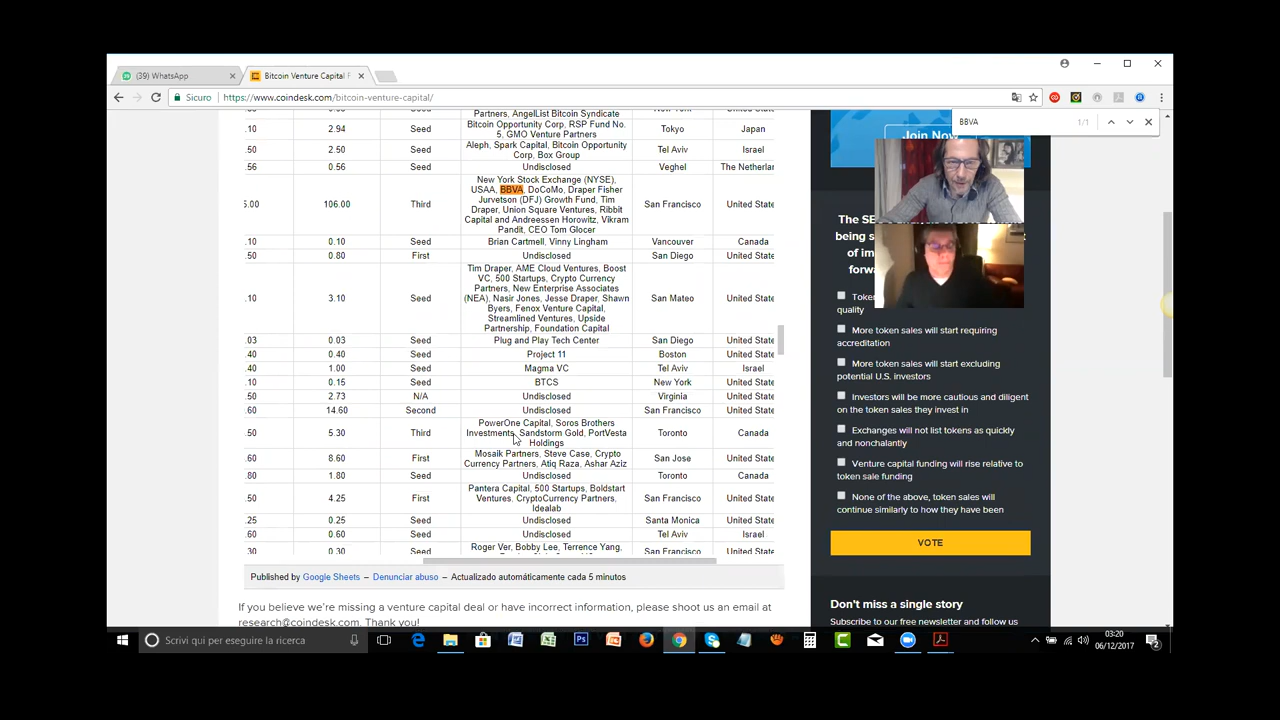 (39) WhatsApp
Bitcoin Venture Capital F
Sicuro
https://www.coindesk.com/bitcoin-venture-capital/
BBVA
1/1
Partners, AngelList Bitcoin Syndicate
.10 2.94 Seed Bitcoin Opportunity Corp, RSP Fund No. 5, GMO Venture Partners Tokyo Japan
.50 2.50 Seed Aleph, Spark Capital, Bitcoin Opportunity Corp, Box Group Tel Aviv Israel
.56 0.56 Seed Undisclosed Veghel The Netherlan
5.00 106.00 Third New York Stock Exchange (NYSE), USAA, BBVA, DoCoMo, Draper Fisher Jurvetson (DFJ) Growth Fund, Tim Draper, Union Square Ventures, Ribbit Capital and Andreessen Horowitz, Vikram Pandit, CEO Tom Glocer San Francisco United State
.10 0.10 Seed Brian Cartmell, Vinny Lingham Vancouver Canada
.50 0.80 First Undisclosed San Diego United State
.10 3.10 Seed Tim Draper, AME Cloud Ventures, Boost VC, 500 Startups, Crypto Currency Partners, New Enterprise Associates (NEA), Nasir Jones, Jesse Draper, Shawn Byers, Fenox Venture Capital, Streamlined Ventures, Upside Partnership, Foundation Capital San Mateo United State
.03 0.03 Seed Plug and Play Tech Center San Diego United State
.40 0.40 Seed Project 11 Boston United State
.40 1.00 Seed Magma VC Tel Aviv Israel
.10 0.15 Seed BTCS New York United State
.50 2.73 N/A Undisclosed Virginia United State
.60 14.60 Second Undisclosed San Francisco United State
.50 5.30 Third PowerOne Capital, Soros Brothers Investments, Sandstorm Gold, PortVesta Holdings Toronto Canada
.60 8.60 First Mosaik Partners, Steve Case, Crypto Currency Partners, Atiq Raza, Ashar Aziz San Jose United State
.80 1.80 Seed Undisclosed Toronto Canada
.50 4.25 First Pantera Capital, 500 Startups, Boldstart Ventures, CryptoCurrency Partners, Idealab San Francisco United State
.25 0.25 Seed Undisclosed Santa Monica United State
.60 0.60 Seed Undisclosed Tel Aviv Israel
.30 0.30 Seed Roger Ver, Bobby Lee, Terrence Yang, San Francisco United State
Published by Google Sheets – Denunciar abuso – Actualizado automáticamente cada 5 minutos
If you believe we're missing a venture capital deal or have incorrect information, please shoot us an email at
research@coindesk.com. Thank you!
Join Now
The SE
being s
of im
forw
Toke
quality
More token sales will start requiring
accreditation
More token sales will start excluding
potential U.S. investors
Investors will be more cautious and diligent
on the token sales they invest in
Exchanges will not list tokens as quickly
and nonchalantly
Venture capital funding will rise relative to
token sale funding
None of the above, token sales will
continue similarly to how they have been
VOTE
Don't miss a single story
Subscribe to our free newsletter and follow us
Scrivi qui per eseguire la ricerca
03:20
06/12/2017